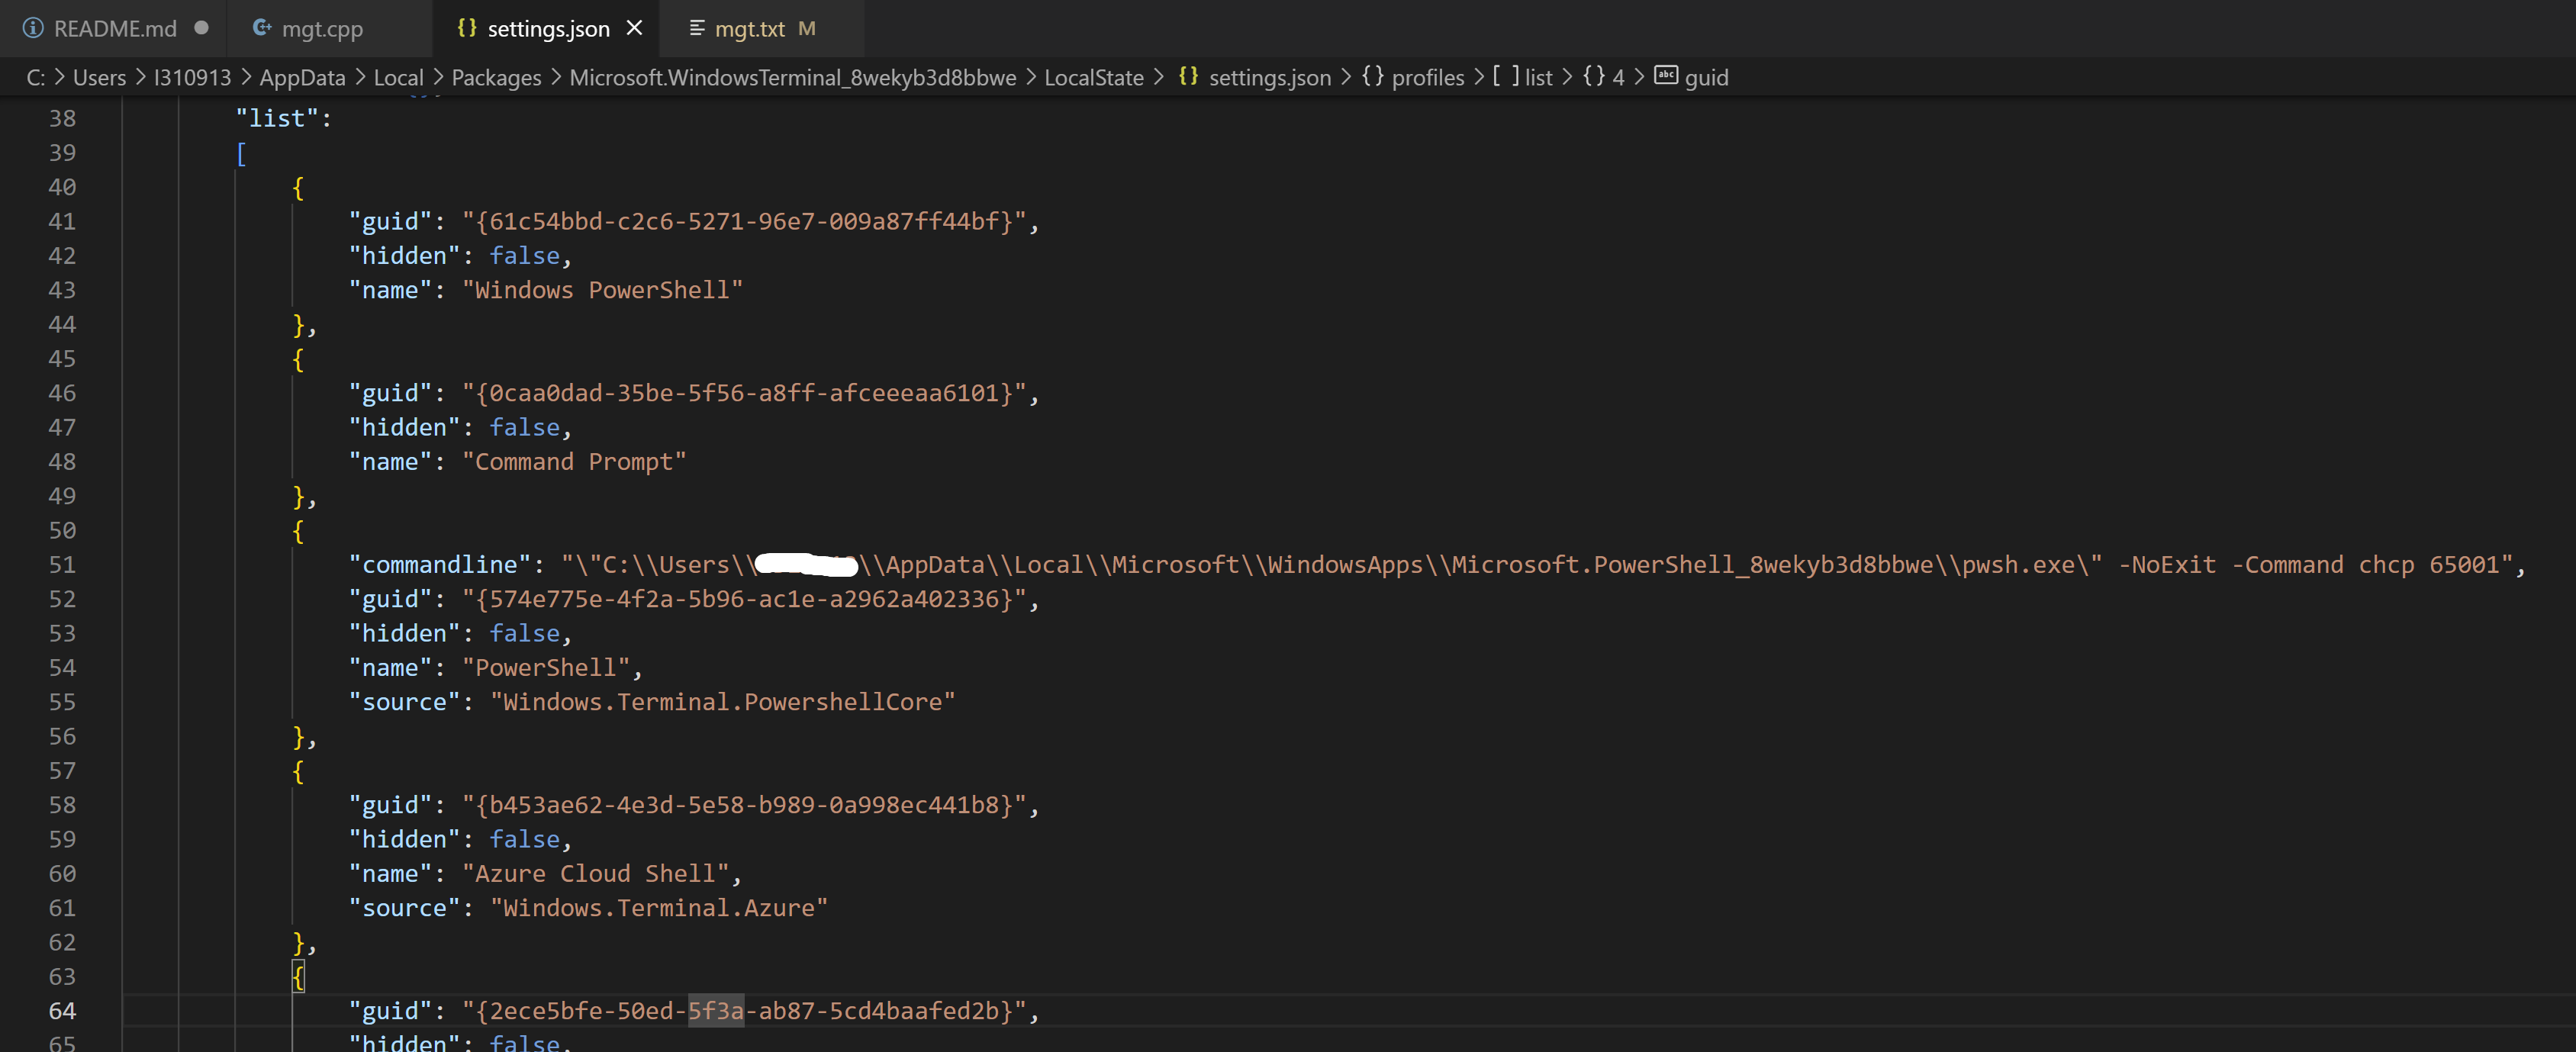 README.md
mgt.cpp
settings.json
mgt.txt M
C: > Users > I310913 > AppData > Local > Packages > Microsoft.WindowsTerminal_8wekyb3d8bbwe > LocalState > {} settings.json > {} profiles > [ ] list > {} 4 > abc guid
38 "list":
39 [
40 {
41 "guid": "{61c54bbd-c2c6-5271-96e7-009a87ff44bf}",
42 "hidden": false,
43 "name": "Windows PowerShell"
44 },
45 {
46 "guid": "{0caa0dad-35be-5f56-a8ff-afceeeaa6101}",
47 "hidden": false,
48 "name": "Command Prompt"
49 },
50 {
51 "commandline": "\"C:\\Users\\ \\AppData\\Local\\Microsoft\\WindowsApps\\Microsoft.PowerShell_8wekyb3d8bbwe\\pwsh.exe\" -NoExit -Command chcp 65001",
52 "guid": "{574e775e-4f2a-5b96-ac1e-a2962a402336}",
53 "hidden": false,
54 "name": "PowerShell",
55 "source": "Windows.Terminal.PowershellCore"
56 },
57 {
58 "guid": "{b453ae62-4e3d-5e58-b989-0a998ec441b8}",
59 "hidden": false,
60 "name": "Azure Cloud Shell",
61 "source": "Windows.Terminal.Azure"
62 },
63 {
64 "guid": "{2ece5bfe-50ed-5f3a-ab87-5cd4baafed2b}",
65 "hidden": false,